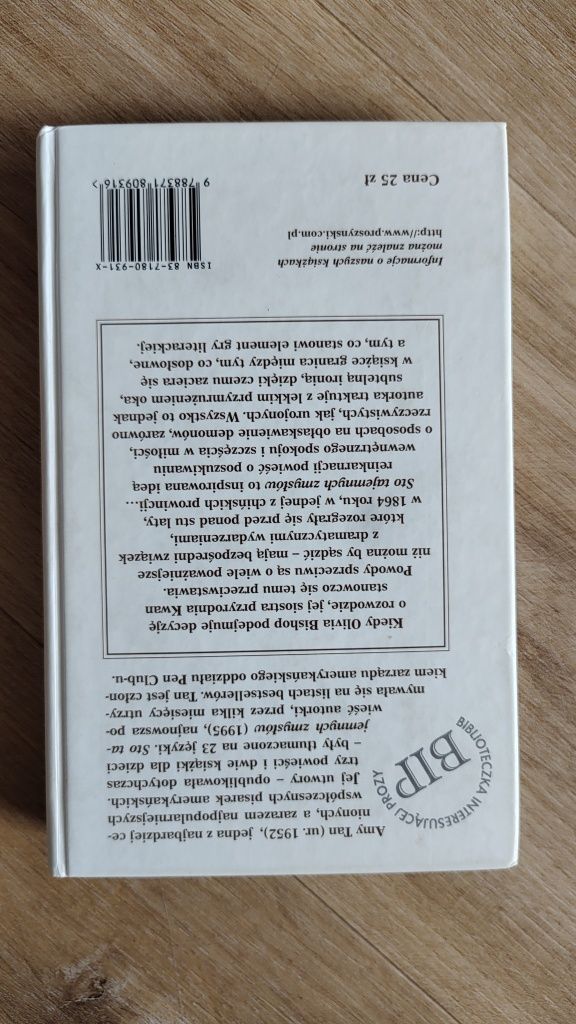 BIBLIOTECZKA INTERESUJĄCEJ PROZY
BIP
Amy Tan (ur. 1952), jedna z najbardziej ce-
nionych, a zarazem najpopularniejszych
współczesnych pisarek amerykańskich.
Jej utwory – opublikowała dotychczas
trzy powieści i dwie książki dla dzieci
– były tłumaczone na 23 języki. Sto ta-
jemnych zmysłów (1995), najnowsza po-
wieść autorki, przez kilka miesięcy utrzy-
mywała się na listach bestsellerów. Tan jest człon-
kiem zarządu amerykańskiego oddziału Pen Club-u.
Kiedy Olivia Bishop podejmuje decyzję
o rozwodzie, jej siostra przyrodnia Kwan
stanowczo się temu przeciwstawia.
Powody sprzeciwu są o wiele poważniejsze
niż można by sądzić – mają bezpośredni związek
z dramatycznymi wydarzeniami,
które rozegrały się przed ponad stu laty,
w 1864 roku, w jednej z chińskich prowincji...
Sto tajemnych zmysłów to inspirowana ideą
reinkarnacji powieść o poszukiwaniu
wewnętrznego spokoju i szczęścia w miłości,
o sposobach na obłaskawienie demonów, zarówno
rzeczywistych, jak urojonych. Wszystko to jednak
autorka traktuje z lekkim przymrużeniem oka,
subtelną ironią, dzięki czemu zaciera się
w książce granica między tym, co dosłowne,
a tym, co stanowi element gry literackiej.
Informacje o naszych książkach
można znaleźć na stronie
http://www.proszynski.com.pl
Cena 25 zł
ISBN 83-7180-931-X
9 788371 809316 >